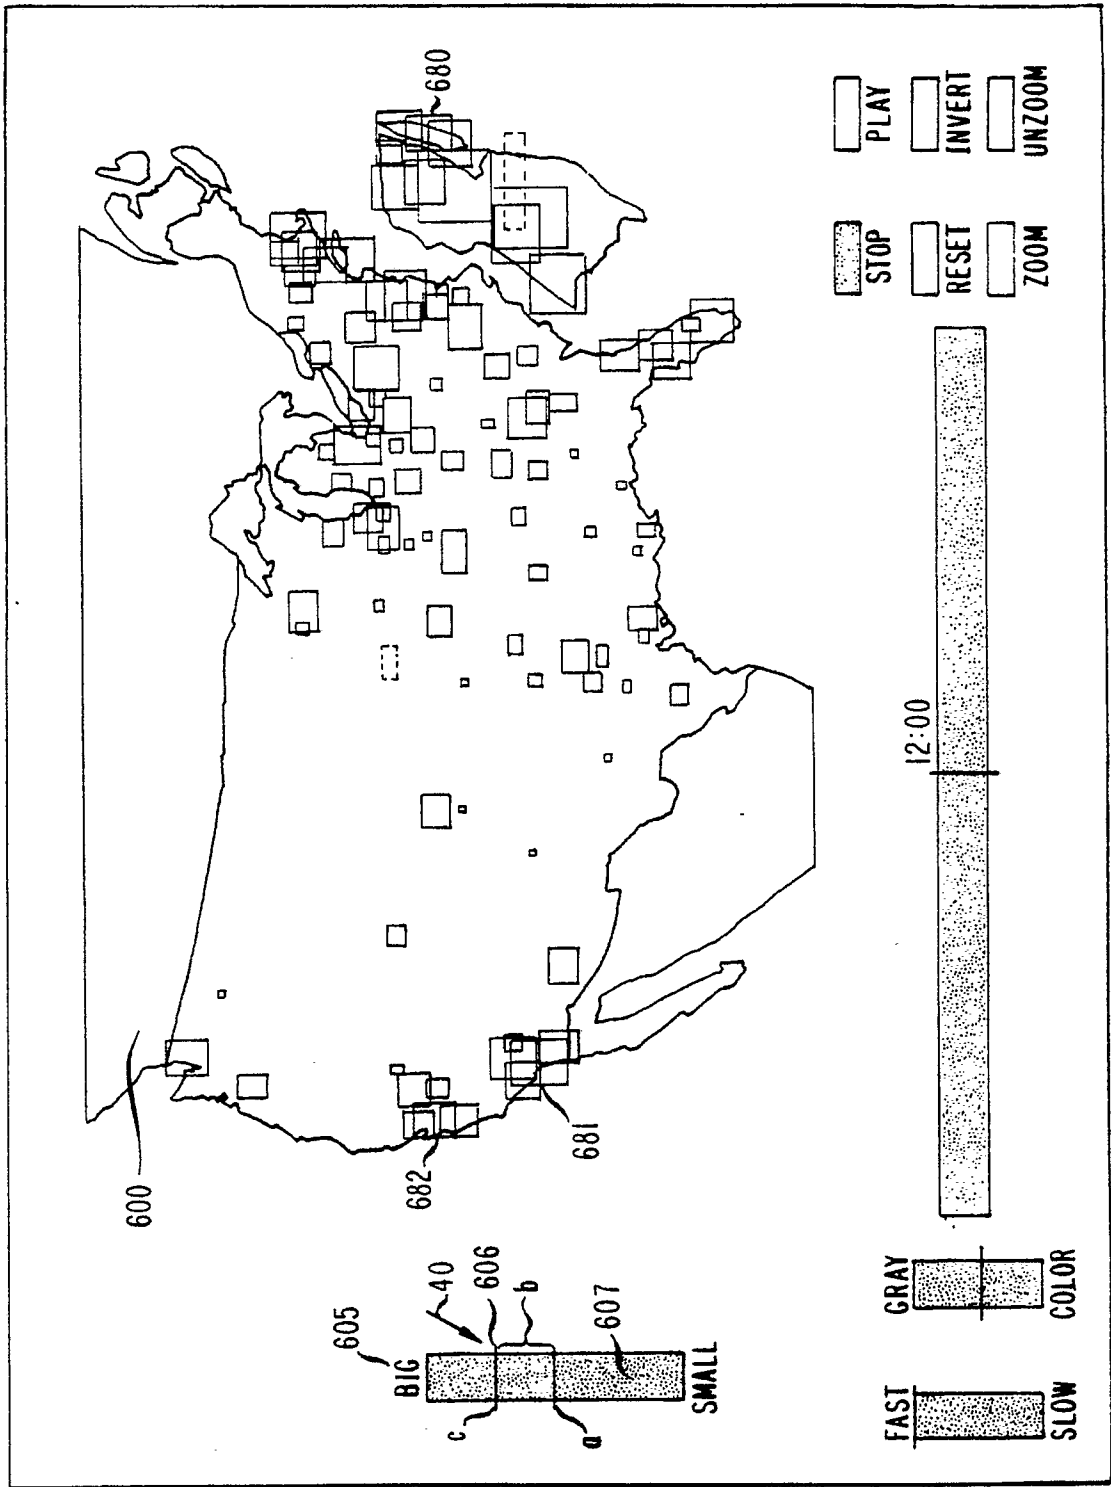 600
680
682
681
605
BIG
40
606
c
b
a
607
SMALL
12:00
FAST
SLOW
GRAY
COLOR
STOP
PLAY
RESET
INVERT
ZOOM
UNZOOM